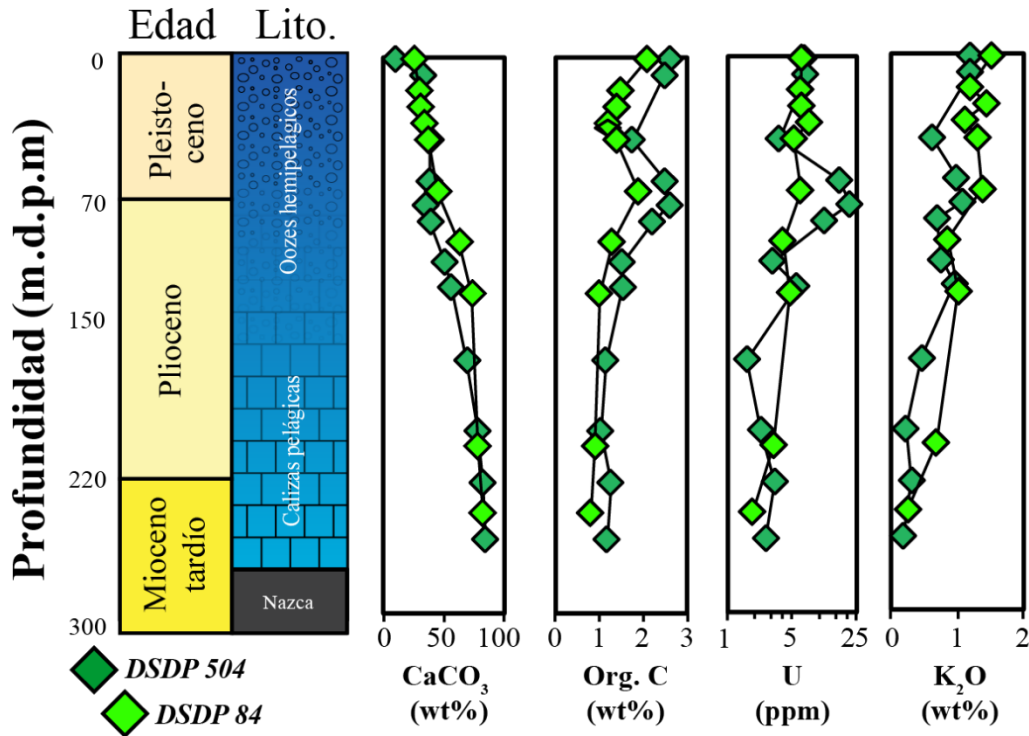 Edad Lito.
Profundidad (m.d.p.m)
0
70
150
220
300
Pleisto-
ceno
Plioceno
Mioceno
tardío
Oozes hemipelágicos
Calizas pelágicas
Nazca
0 50 100
CaCO₃
(wt%)
0 1 2 3
Org. C
(wt%)
1 5 25
U
(ppm)
0 1 2
K₂O
(wt%)
DSDP 504
DSDP 84